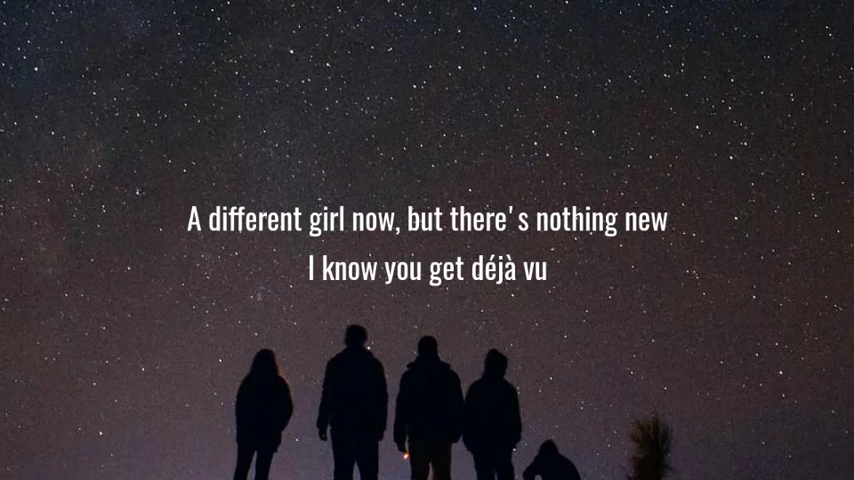 A different girl now, but there's nothing new
I know you get déjà vu